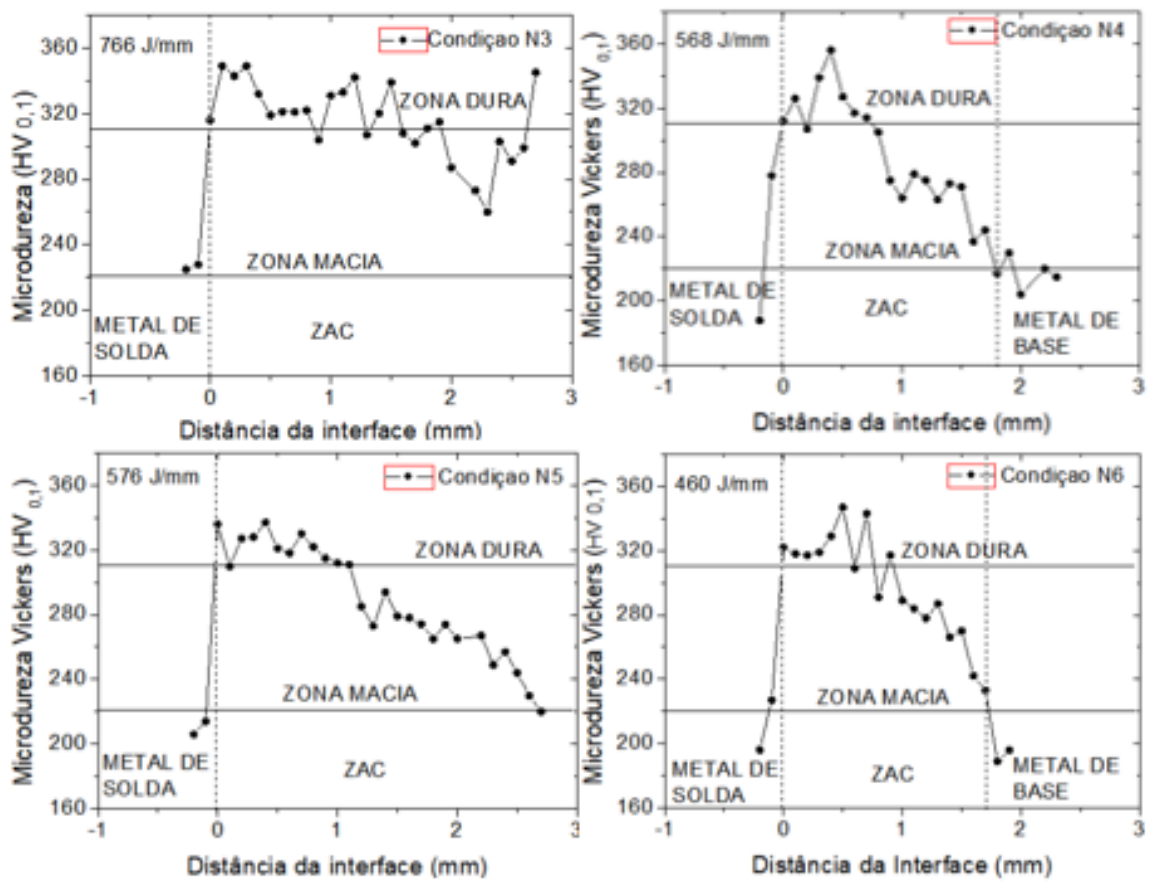 766 J/mm
Condiçao N3
360
320
280
240
200
160
ZONA DURA
ZONA MACIA
METAL DE
SOLDA
ZAC
-1 0 1 2 3
Microdureza (HV 0,1)
Distância da interface (mm)
568 J/mm
Condiçao N4
360
320
280
240
200
160
ZONA DURA
ZONA MACIA
METAL DE
SOLDA
ZAC
METAL DE
BASE
-1 0 1 2 3
Microdureza Vickers (HV 0,1)
Distância da interface (mm)
576 J/mm
Condiçao N5
360
320
280
240
200
160
ZONA DURA
ZONA MACIA
METAL DE
SOLDA
ZAC
-1 0 1 2 3
Microdureza Vickers (HV 0,1)
Distância da interface (mm)
460 J/mm
Condiçao N6
360
320
280
240
200
160
ZONA DURA
ZONA MACIA
METAL DE
SOLDA
ZAC
METAL DE
BASE
-1 0 1 2 3
Microdureza Vickers (HV 0,1)
Distância da Interface (mm)